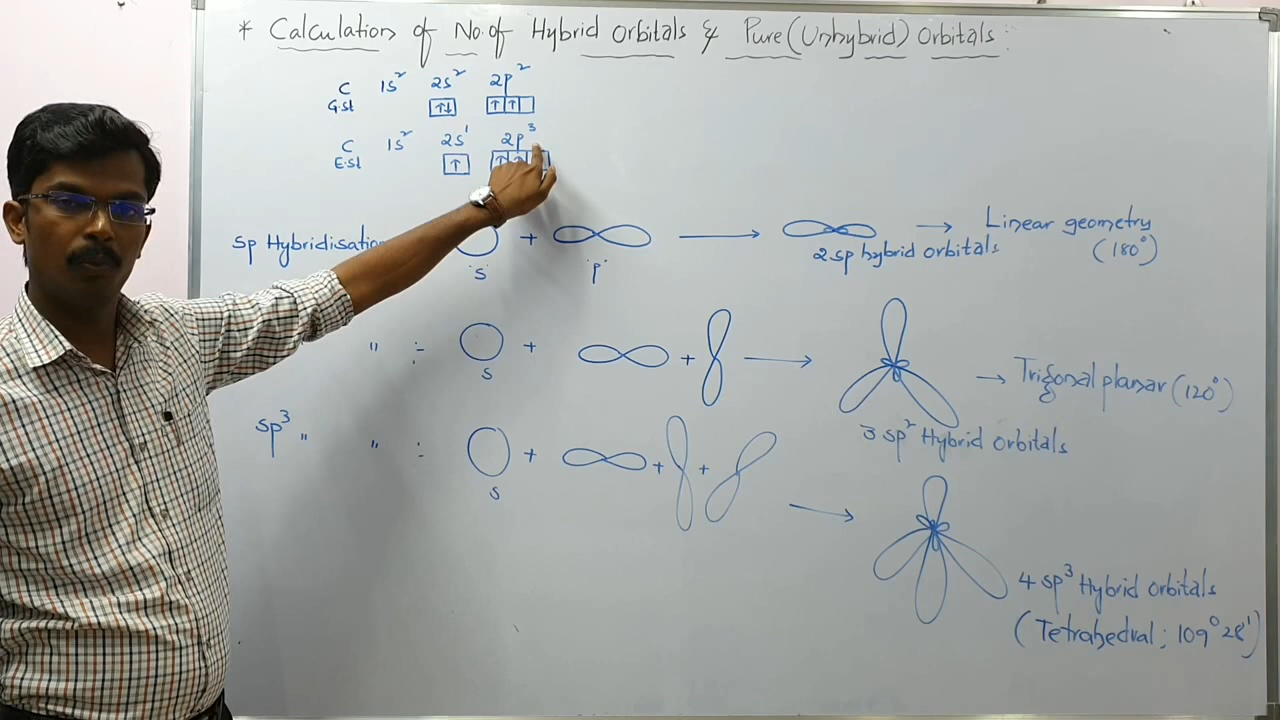 * Calculation of No. of Hybrid Orbitals & Pure (Unhybrid) Orbitals :
C 1s² 2s² 2p²
G.st ↑↓ ↑ ↑
C 1s² 2s¹ 2p³
E.st ↑ ↑ ↑
Sp Hybridisation + → → Linear geometry
's' 'p' 2 sp hybrid orbitals (180°)
" :- + + → → Trigonal planar (120°)
s
3 sp² Hybrid orbitals
Sp³ " " :- + + + →
s
4 sp³ Hybrid orbitals
(Tetrahedral; 109° 28')